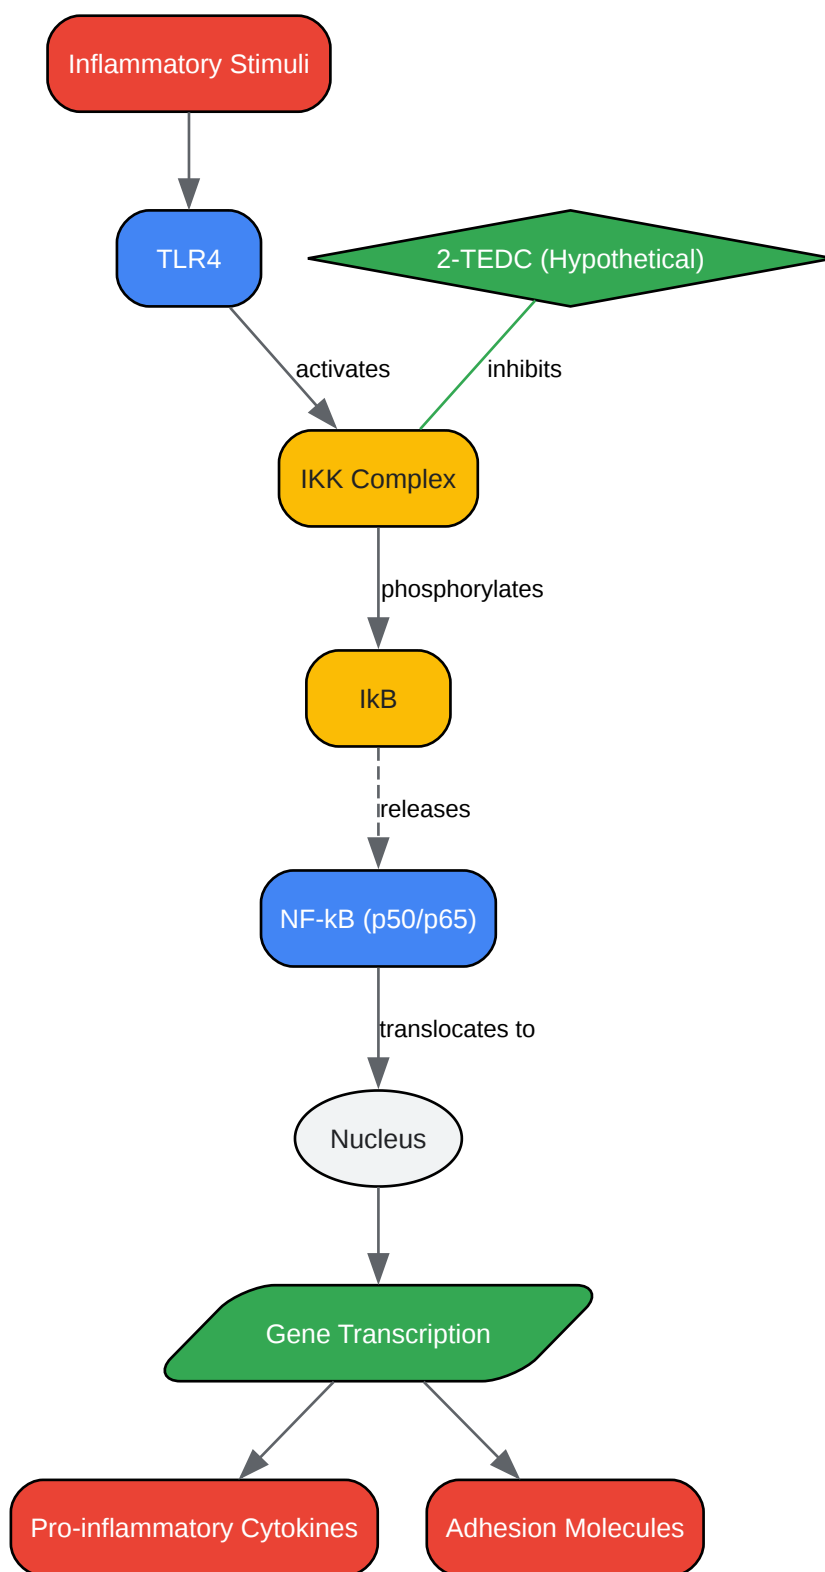 Inflammatory Stimuli
TLR4
2-TEDC (Hypothetical)
activates
inhibits
IKK Complex
phosphorylates
IkB
releases
NF-kB (p50/p65)
translocates to
Nucleus
Gene Transcription
Pro-inflammatory Cytokines
Adhesion Molecules